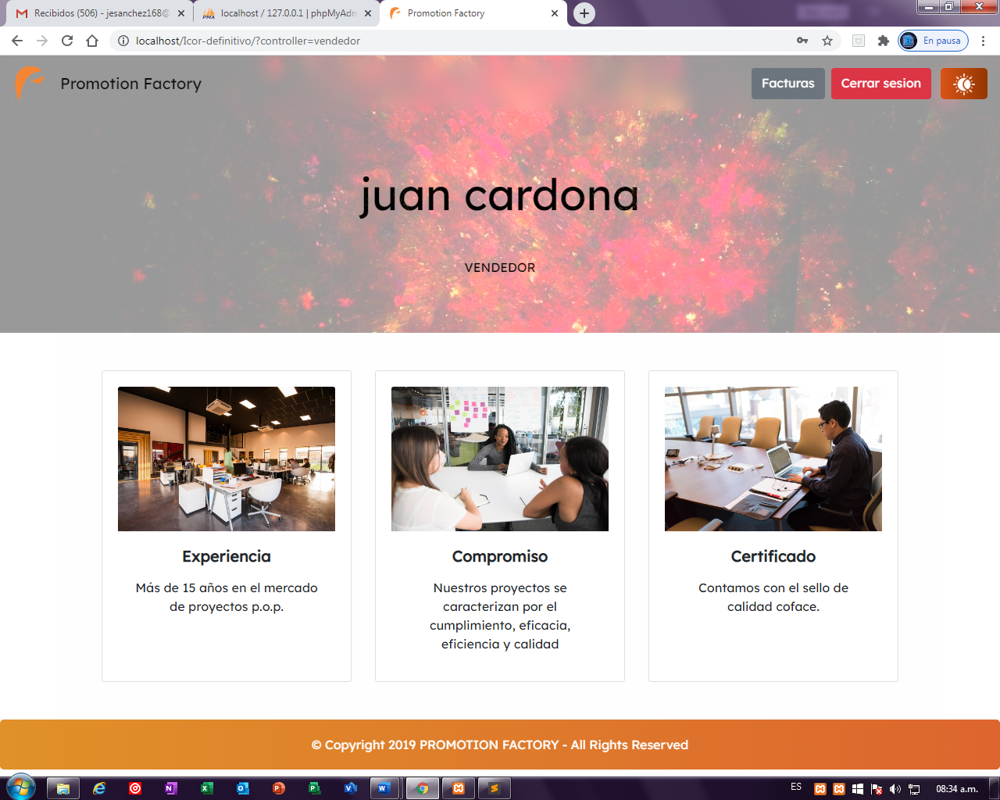 Recibidos (506) - jesanchez168@
localhost / 127.0.0.1 | phpMyAdm
Promotion Factory
localhost/Icor-definitivo/?controller=vendedor
En pausa
Promotion Factory
Facturas
Cerrar sesion
juan cardona
VENDEDOR
Experiencia
Más de 15 años en el mercado
de proyectos p.o.p.
Compromiso
Nuestros proyectos se
caracterizan por el
cumplimiento, eficacia,
eficiencia y calidad
Certificado
Contamos con el sello de
calidad coface.
© Copyright 2019 PROMOTION FACTORY - All Rights Reserved
ES
08:34 a.m.